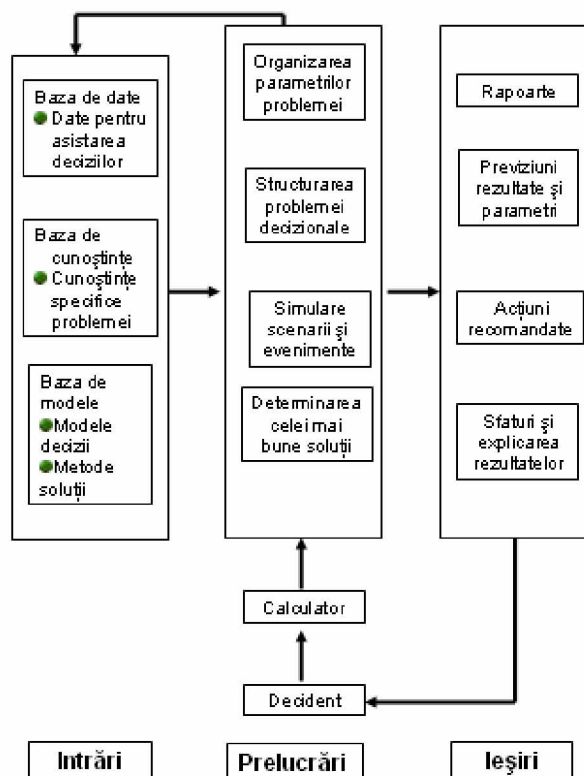 Baza de date
Date pentru
asistarea
deciziilor
Baza de
cunoştinţe
Cunoştinţe
specifice
problemei
Baza de
modele
Modele
decizii
Metode
soluţii
Organizarea
parametrilor
problemei
Structurarea
problemei
decizionale
Simulare
scenarii şi
evenimente
Determinarea
celei mai
bune soluţii
Rapoarte
Previziuni
rezultate şi
parametri
Acţiuni
recomandate
Sfaturi şi
explicarea
rezultatelor
Calculator
Decident
Intrări
Prelucrări
Ieşiri